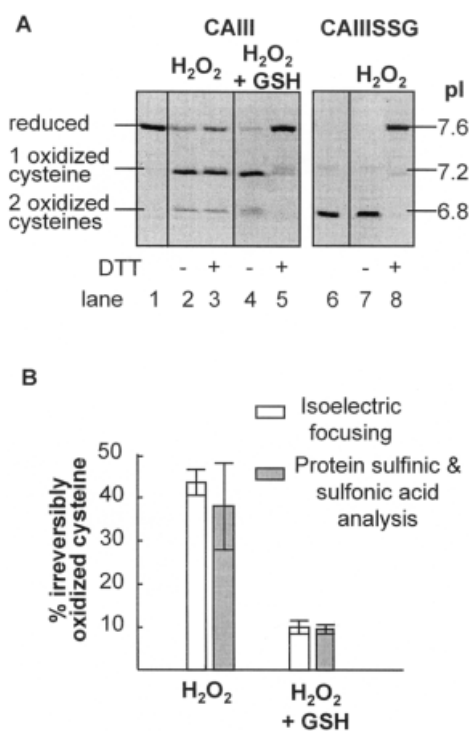 A
CAIII
CAIIISSG
H2O2
H2O2
+ GSH
H2O2
pI
reduced
7.6
1 oxidized
cysteine
7.2
2 oxidized
cysteines
6.8
DTT - + - + - +
lane 1 2 3 4 5 6 7 8
B
Isoelectric
focusing
Protein sulfinic &
sulfonic acid
analysis
% irreversibly
oxidized cysteine
50
40
30
20
10
H2O2
H2O2
+ GSH